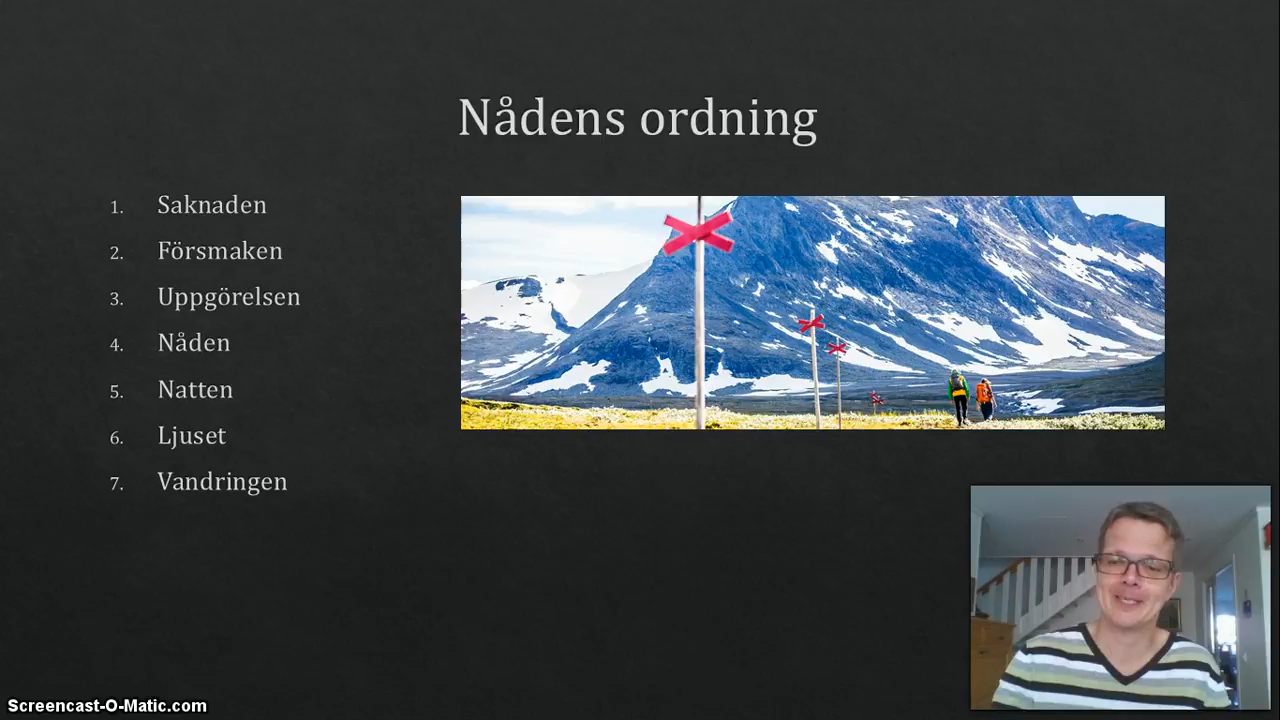 Nådens ordning
1. Saknaden
2. Försmaken
3. Uppgörelsen
4. Nåden
5. Natten
6. Ljuset
7. Vandringen
Screencast-O-Matic.com